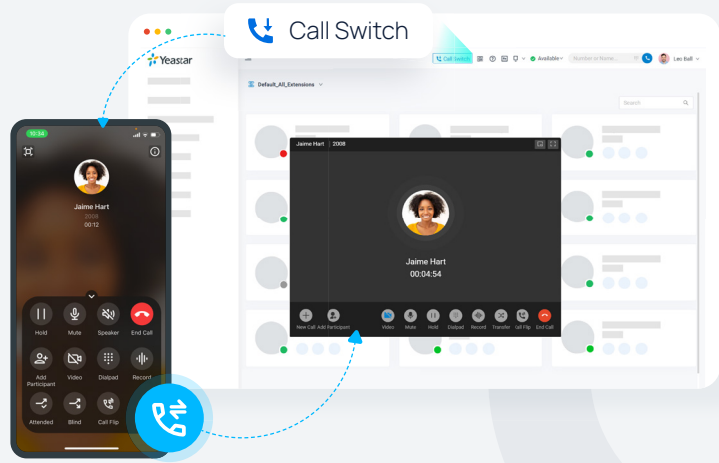 Call Switch
Yeastar
Call Switch
Available
Number or Name...
Leo Ball
Default_All_Extensions
Search
10:34
Jaime Hart
2008
00:12
Hold
Mute
Speaker
End Call
Add Participant
Video
Dialpad
Record
Attended
Blind
Call Flip
Jaime Hart 2008
Jaime Hart
00:04:54
New Call Add Participant Video Mute Hold Dialpad Record Transfer Call Flip End Call